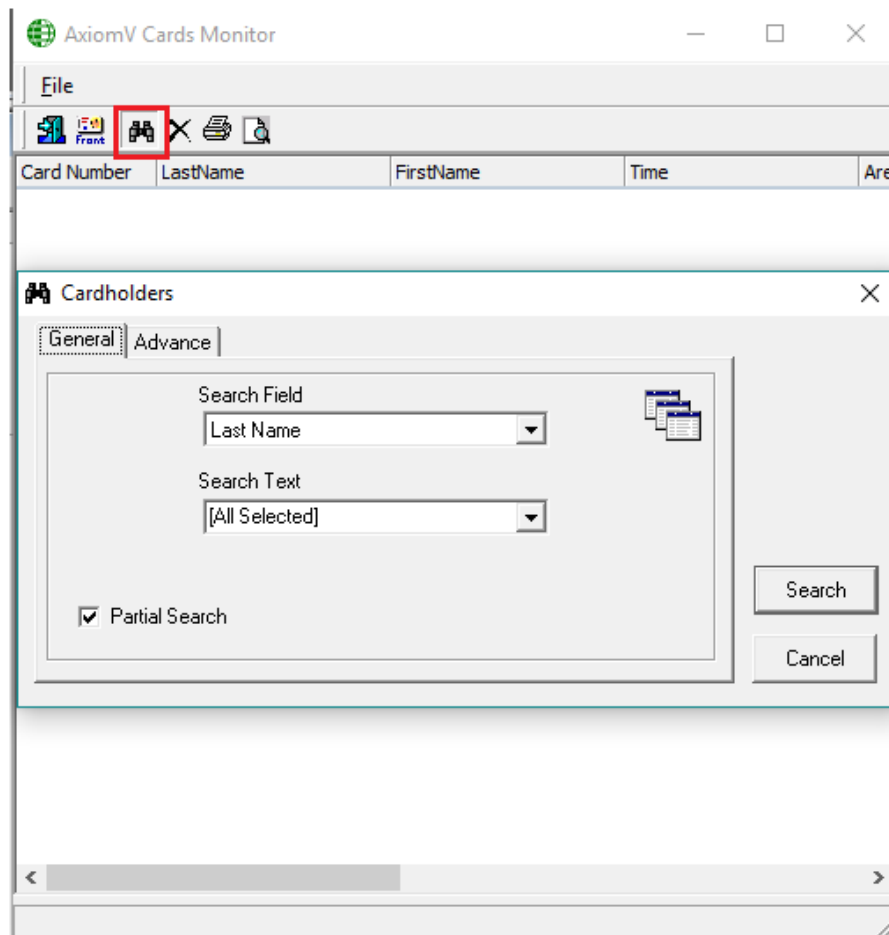 AxiomV Cards Monitor
File
Front
Card Number LastName FirstName Time Are
Cardholders
General Advance
Search Field
Last Name
Search Text
[All Selected]
Partial Search
Search
Cancel